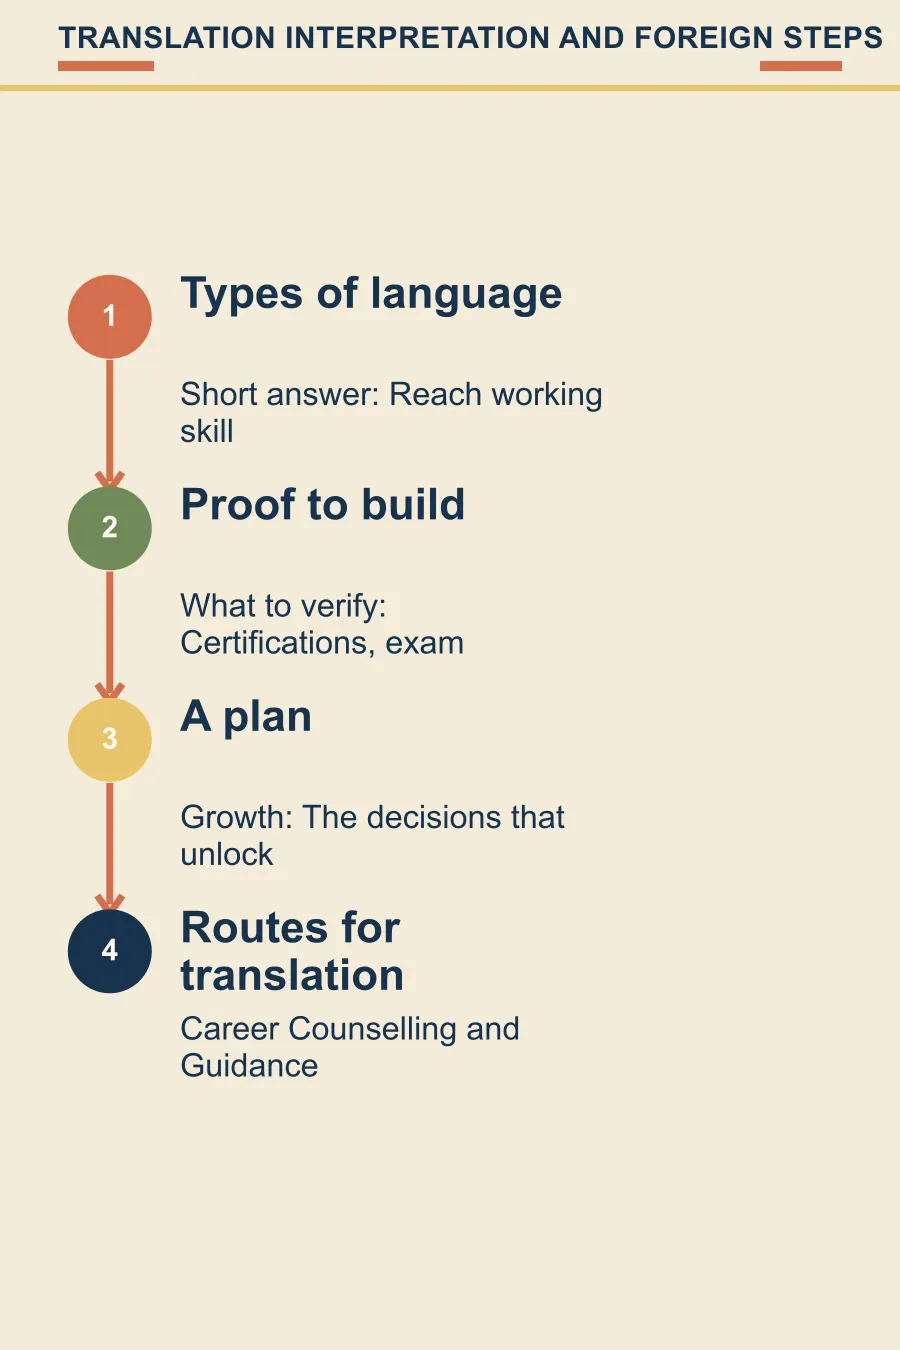 TRANSLATION INTERPRETATION AND FOREIGN STEPS
1
Types of language
Short answer: Reach working
skill
2
Proof to build
What to verify:
Certifications, exam
3
A plan
Growth: The decisions that
unlock
4
Routes for
translation
Career Counselling and
Guidance